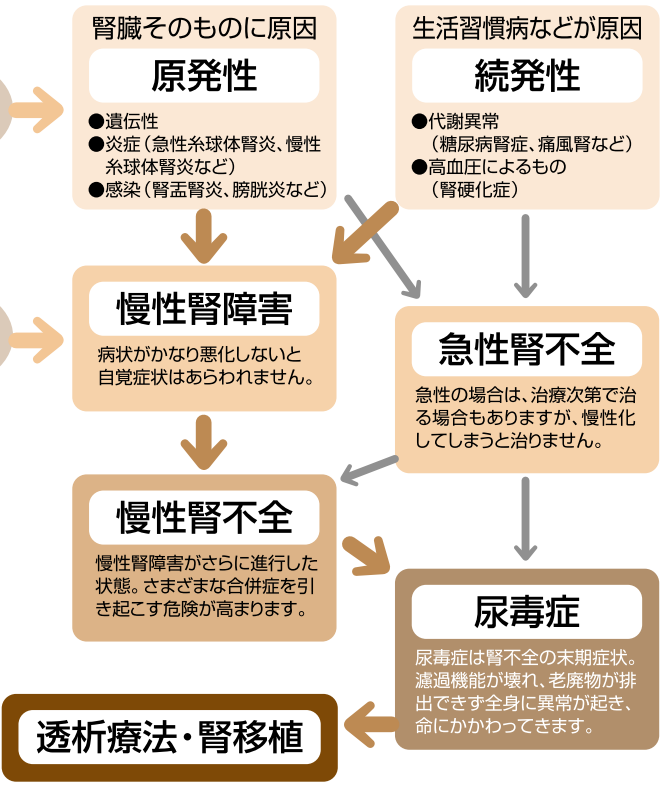 腎臓そのものに原因
原発性
●遺伝性
●炎症（急性糸球体腎炎、慢性
糸球体腎炎など）
●感染（腎盂腎炎、膀胱炎など）
生活習慣病などが原因
続発性
●代謝異常
（糖尿病腎症、痛風腎など）
●高血圧によるもの
（腎硬化症）
慢性腎障害
病状がかなり悪化しないと
自覚症状はあらわれません。
急性腎不全
急性の場合は、治療次第で治
る場合もありますが、慢性化
してしまうと治りません。
慢性腎不全
慢性腎障害がさらに進行した
状態。さまざまな合併症を引
き起こす危険が高まります。
尿毒症
尿毒症は腎不全の末期症状。
濾過機能が壊れ、老廃物が排
出できず全身に異常が起き、
命にかかわってきます。
透析療法・腎移植